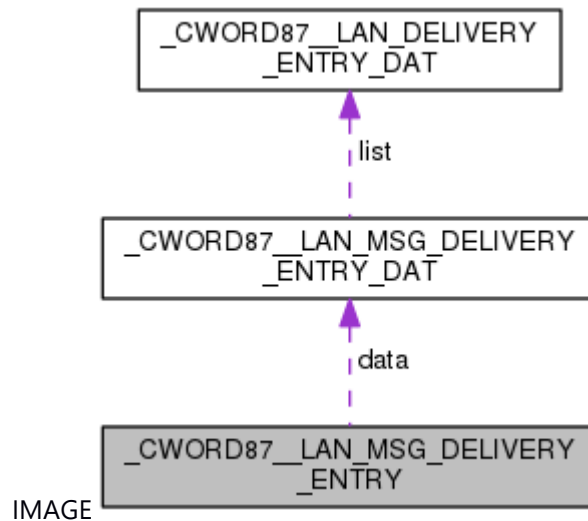 _CWORD87__LAN_DELIVERY
_ENTRY_DAT
list
_CWORD87__LAN_MSG_DELIVERY
_ENTRY_DAT
data
_CWORD87__LAN_MSG_DELIVERY
_ENTRY
IMAGE